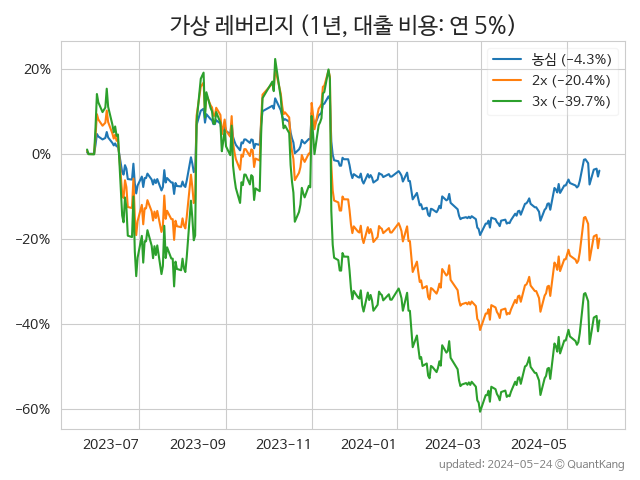 가상 레버리지 (1년, 대출 비용: 연 5%)
농심 (−4.3%)
2x (−20.4%)
3x (−39.7%)
20%
0%
−20%
−40%
−60%
2023-07
2023-09
2023-11
2024-01
2024-03
2024-05
updated: 2024-05-24 © QuantKang